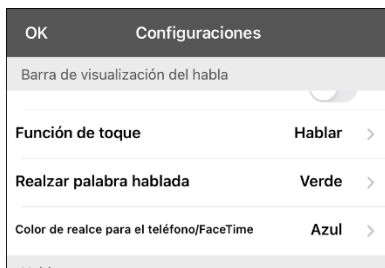 OK Configuraciones
Barra de visualización del habla
Función de toque Hablar
Realzar palabra hablada Verde
Color de realce para el teléfono/FaceTime Azul